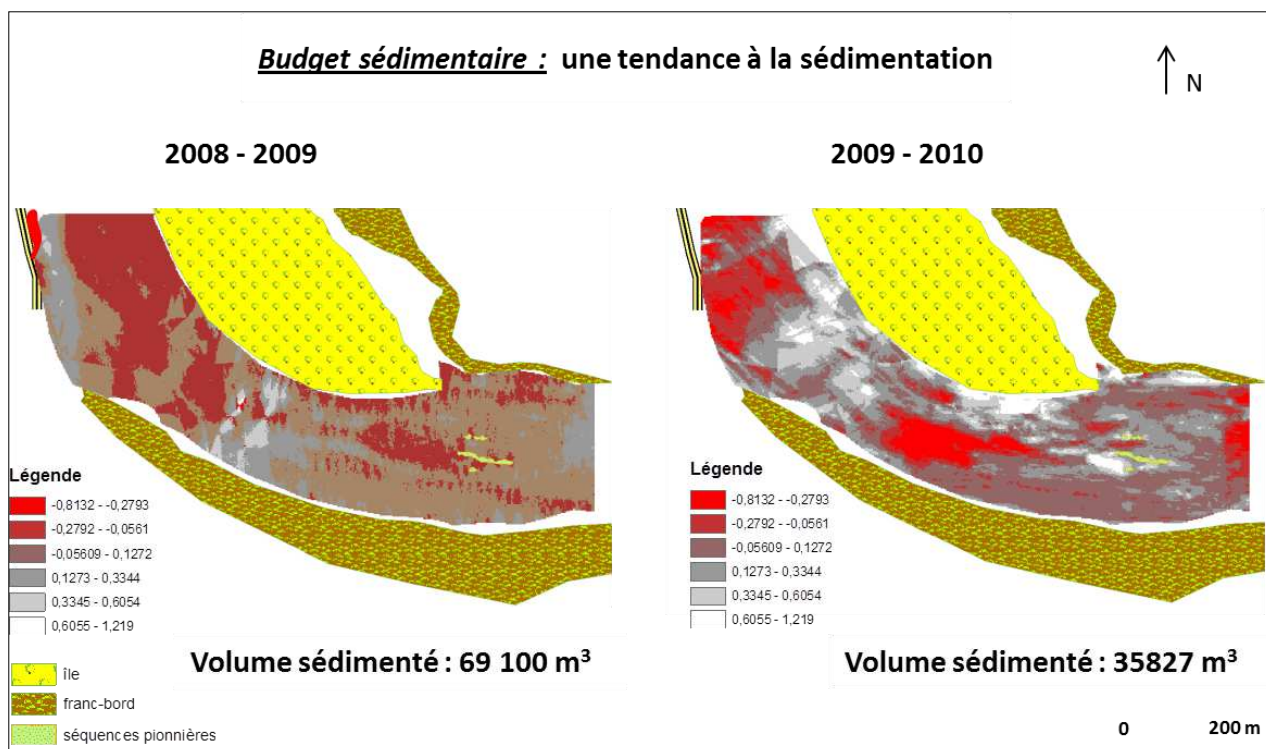 Budget sédimentaire : une tendance à la sédimentation
N
2008 - 2009
2009 - 2010
Légende
-0,8132 - -0,2793
-0,2792 - -0,0561
-0,05609 - 0,1272
0,1273 - 0,3344
0,3345 - 0,6054
0,6055 - 1,219
île
franc-bord
séquences pionnières
Volume sédimenté : 69 100 m³
Légende
-0,8132 - -0,2793
-0,2792 - -0,0561
-0,05609 - 0,1272
0,1273 - 0,3344
0,3345 - 0,6054
0,6055 - 1,219
Volume sédimenté : 35827 m³
0 200 m